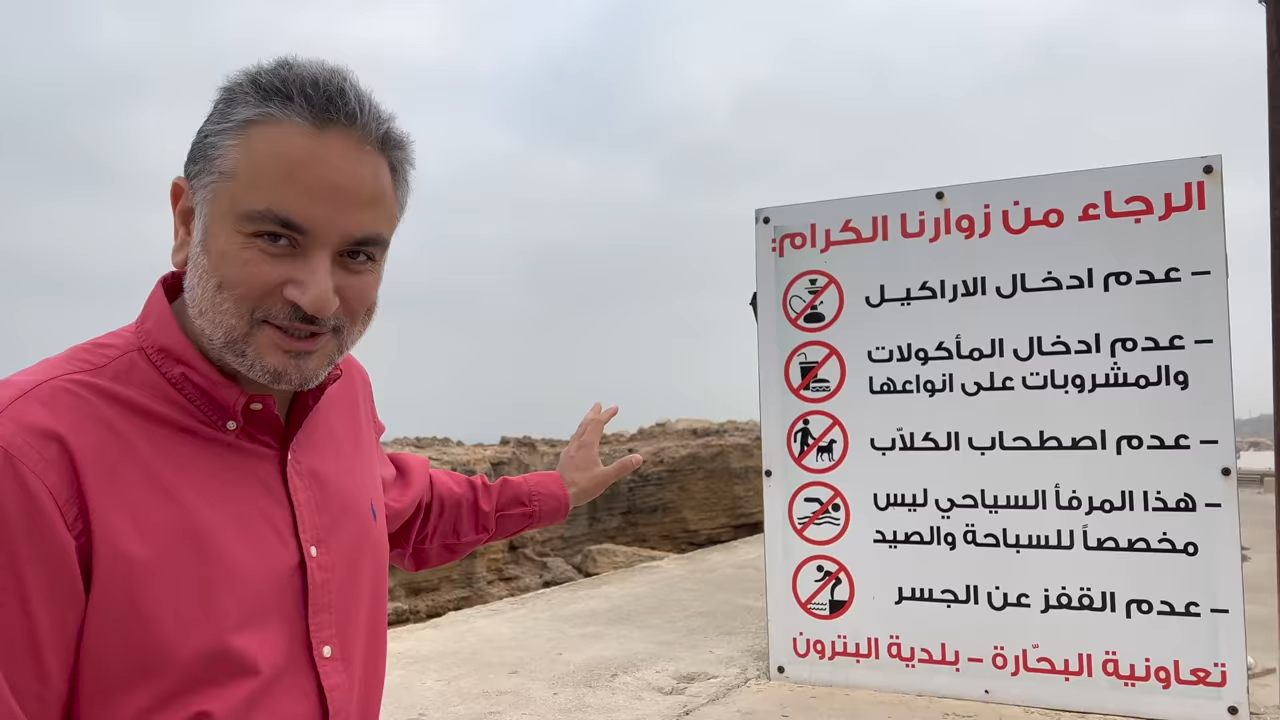 الرجاء من زوارنا الكرام:
– عدم ادخال الاراكيل
– عدم ادخال المأكولات
والمشروبات على انواعها
– عدم اصطحاب الكلاّب
– هذا المرفأ السياحي ليس
مخصصاً للسباحة والصيد
– عدم القفز عن الجسر
تعاونية البحّارة – بلدية البترون